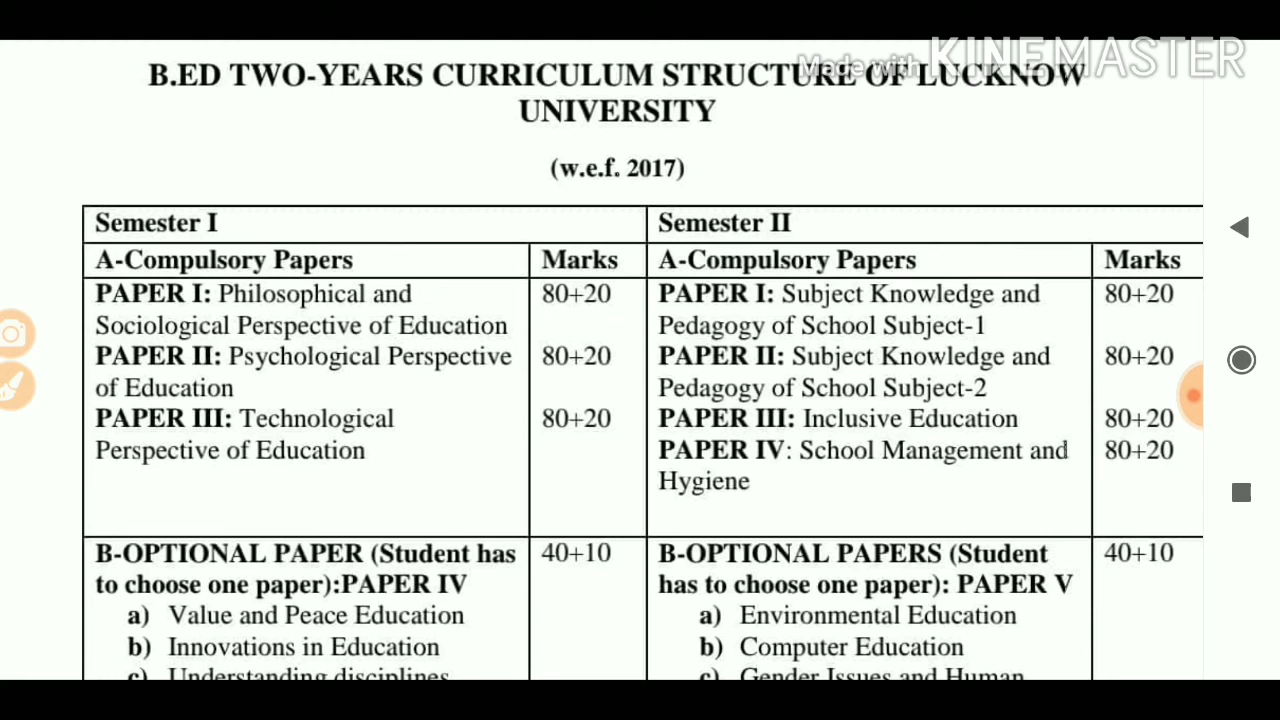 Made with KINEMASTER
B.ED TWO-YEARS CURRICULUM STRUCTURE OF LUCKNOW
UNIVERSITY
(w.e.f. 2017)
Semester I
Semester II
A-Compulsory Papers
Marks
A-Compulsory Papers
Marks
PAPER I: Philosophical and
80+20
Sociological Perspective of Education
PAPER II: Psychological Perspective
80+20
of Education
PAPER III: Technological
80+20
Perspective of Education
PAPER I: Subject Knowledge and
80+20
Pedagogy of School Subject-1
PAPER II: Subject Knowledge and
80+20
Pedagogy of School Subject-2
PAPER III: Inclusive Education
80+20
PAPER IV: School Management and
80+20
Hygiene
B-OPTIONAL PAPER (Student has
40+10
to choose one paper):PAPER IV
a) Value and Peace Education
b) Innovations in Education
c) Understanding disciplines
B-OPTIONAL PAPERS (Student
40+10
has to choose one paper): PAPER V
a) Environmental Education
b) Computer Education
c) Gender Issues and Human